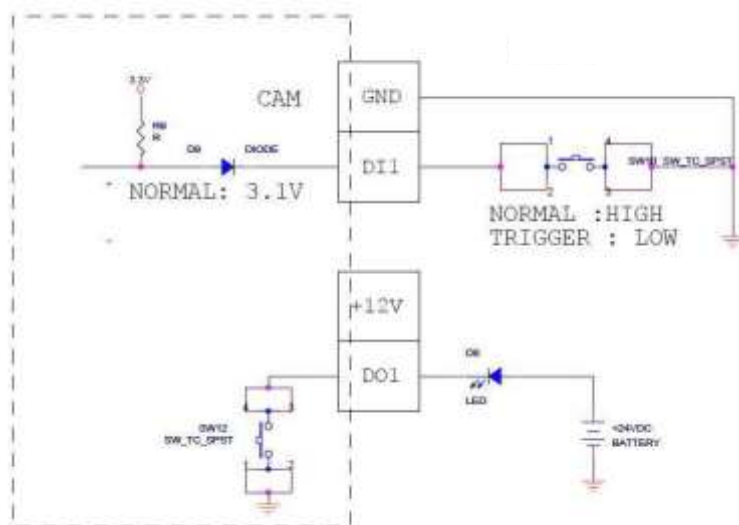 3.3V
CAM
GND
R
D9
DIODE
DI1
1
4
SW_TC_SPST
NORMAL: 3.1V
2
3
NORMAL :HIGH
TRIGGER : LOW
+12V
DO1
LED
SW12
SW_TC_SPST
+24VDC
BATTERY